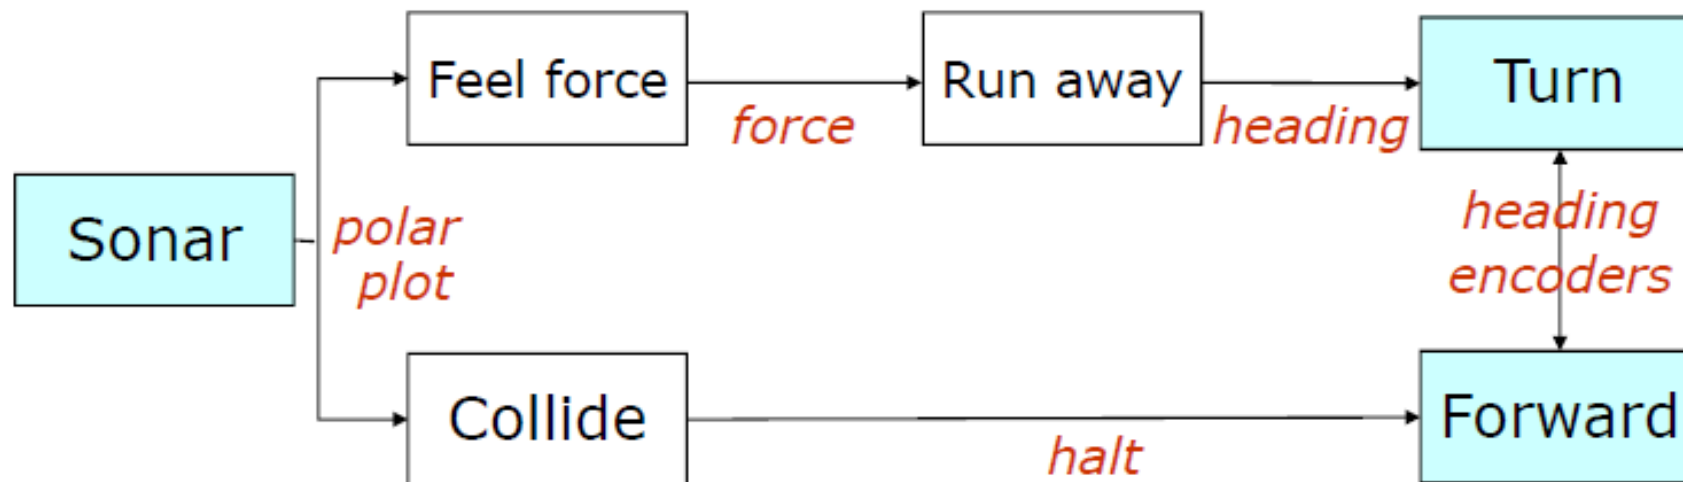 Feel force
force
Run away
heading
Turn
Sonar
polar
plot
heading
encoders
Collide
halt
Forward